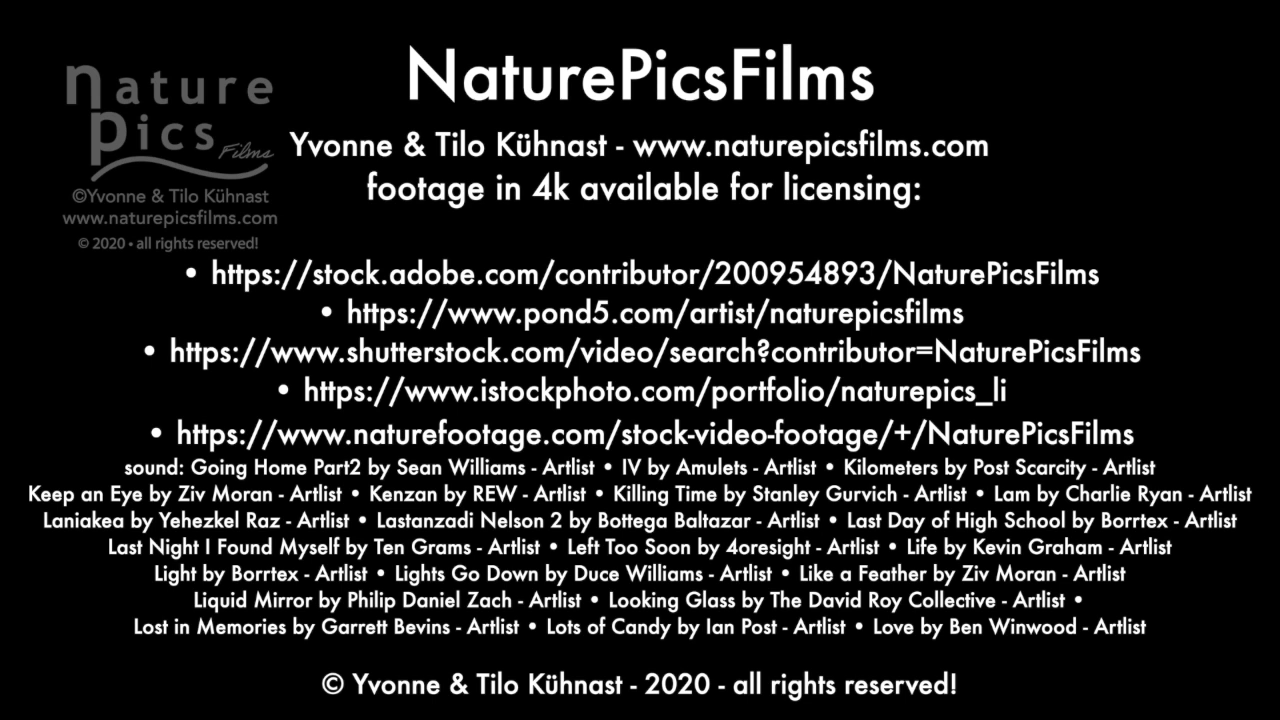 NaturePicsFilms
nature
pics
Films
©Yvonne & Tilo Kühnast
www.naturepicsfilms.com
© 2020 • all rights reserved!
Yvonne & Tilo Kühnast - www.naturepicsfilms.com
footage in 4k available for licensing:
• https://stock.adobe.com/contributor/200954893/NaturePicsFilms
• https://www.pond5.com/artist/naturepicsfilms
• https://www.shutterstock.com/video/search?contributor=NaturePicsFilms
• https://www.istockphoto.com/portfolio/naturepics_li
• https://www.naturefootage.com/stock-video-footage/+/NaturePicsFilms
sound: Going Home Part2 by Sean Williams - Artlist • IV by Amulets - Artlist • Kilometers by Post Scarcity - Artlist
Keep an Eye by Ziv Moran - Artlist • Kenzan by REW - Artlist • Killing Time by Stanley Gurvich - Artlist • Lam by Charlie Ryan - Artlist
Laniakea by Yehezkel Raz - Artlist • Lastanzadi Nelson 2 by Bottega Baltazar - Artlist • Last Day of High School by Borrtex - Artlist
Last Night I Found Myself by Ten Grams - Artlist • Left Too Soon by 4oresight - Artlist • Life by Kevin Graham - Artlist
Light by Borrtex - Artlist • Lights Go Down by Duce Williams - Artlist • Like a Feather by Ziv Moran - Artlist
Liquid Mirror by Philip Daniel Zach - Artlist • Looking Glass by The David Roy Collective - Artlist •
Lost in Memories by Garrett Bevins - Artlist • Lots of Candy by Ian Post - Artlist • Love by Ben Winwood - Artlist
© Yvonne & Tilo Kühnast - 2020 - all rights reserved!